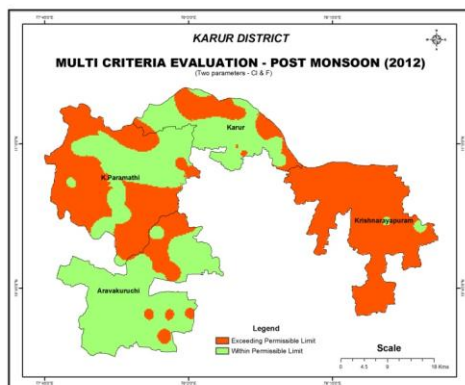 KARUR DISTRICT
MULTI CRITERIA EVALUATION - POST MONSOON (2012)
(Two parameters - Cl & F)
Karur
K.Paramathi
Krishnarayapuram
Aravakuruchi
Legend
Exceeding Permissible Limit
Within Permissible Limit
Scale